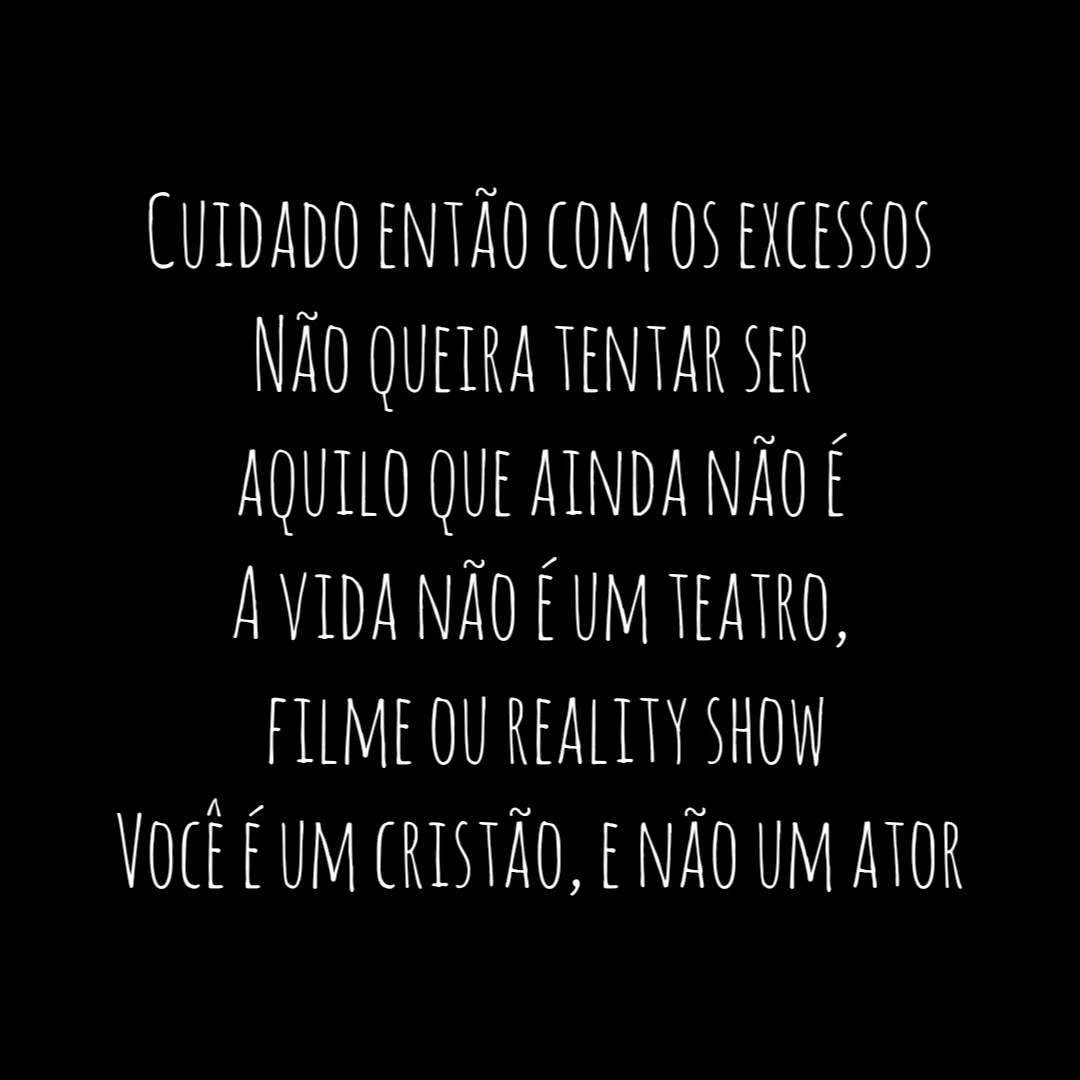 Cuidado então com os excessos
Não queira tentar ser
aquilo que ainda não é
A vida não é um teatro,
filme ou reality show
Você é um cristão, e não um ator